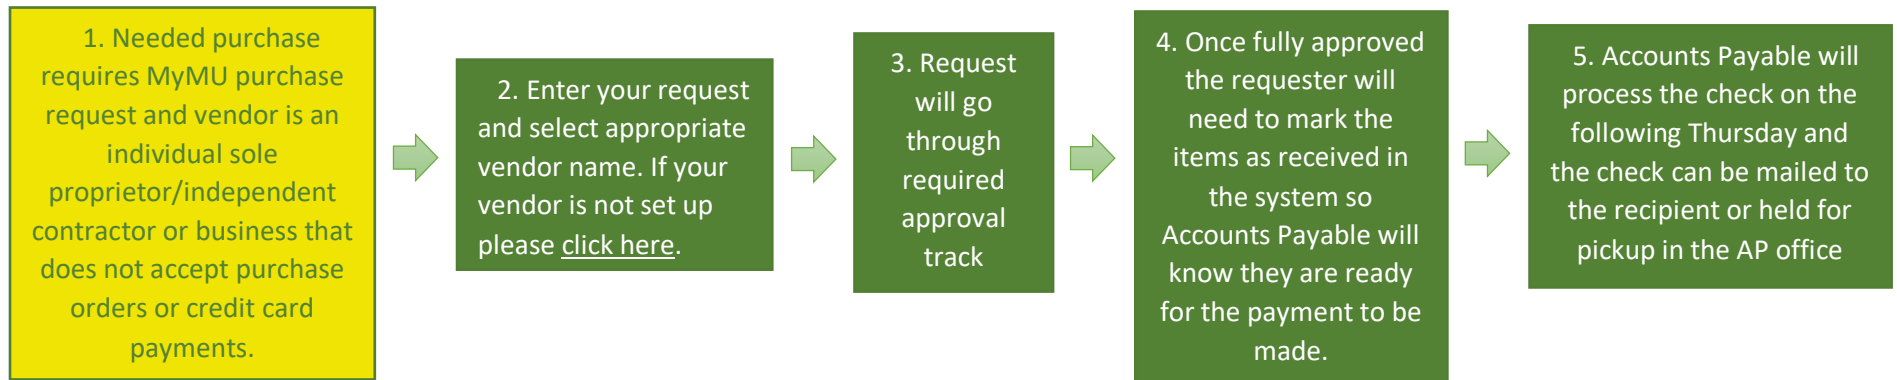 1. Needed purchase
requires MyMU purchase
request and vendor is an
individual sole
proprietor/independent
contractor or business that
does not accept purchase
orders or credit card
payments.
2. Enter your request
and select appropriate
vendor name. If your
vendor is not set up
please click here.
3. Request
will go
through
required
approval
track
4. Once fully approved
the requester will
need to mark the
items as received in
the system so
Accounts Payable will
know they are ready
for the payment to be
made.
5. Accounts Payable will
process the check on the
following Thursday and
the check can be mailed to
the recipient or held for
pickup in the AP office